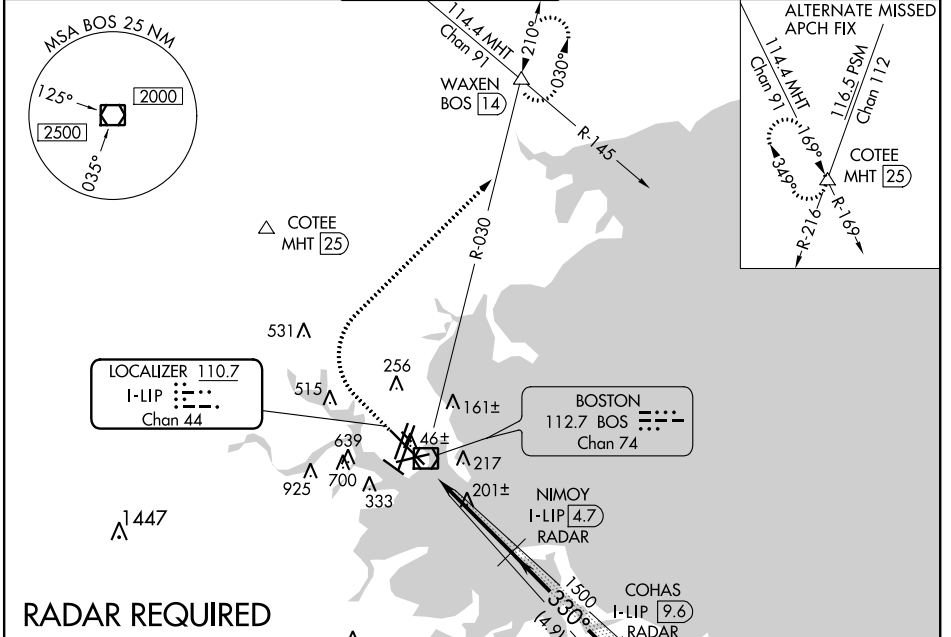 MSA BOS 25 NM
125°
2000
2500
035°
114.4 MHT
Chan 91
210°
030°
WAXEN
BOS 14
R-145
R-030
ALTERNATE MISSED
APCH FIX
114.4 MHT
Chan 91
116.5 PSM
Chan 112
169°
349°
COTEE
MHT 25
R-216
R-169
COTEE
MHT 25
531
LOCALIZER 110.7
I-LIP
Chan 44
515
256
161±
BOSTON
112.7 BOS
Chan 74
46±
639
700
925
333
217
201±
1447
NIMOY
I-LIP 4.7
RADAR
1500
330°
(4.9)
COHAS
I-LIP 9.6
RADAR
RADAR REQUIRED